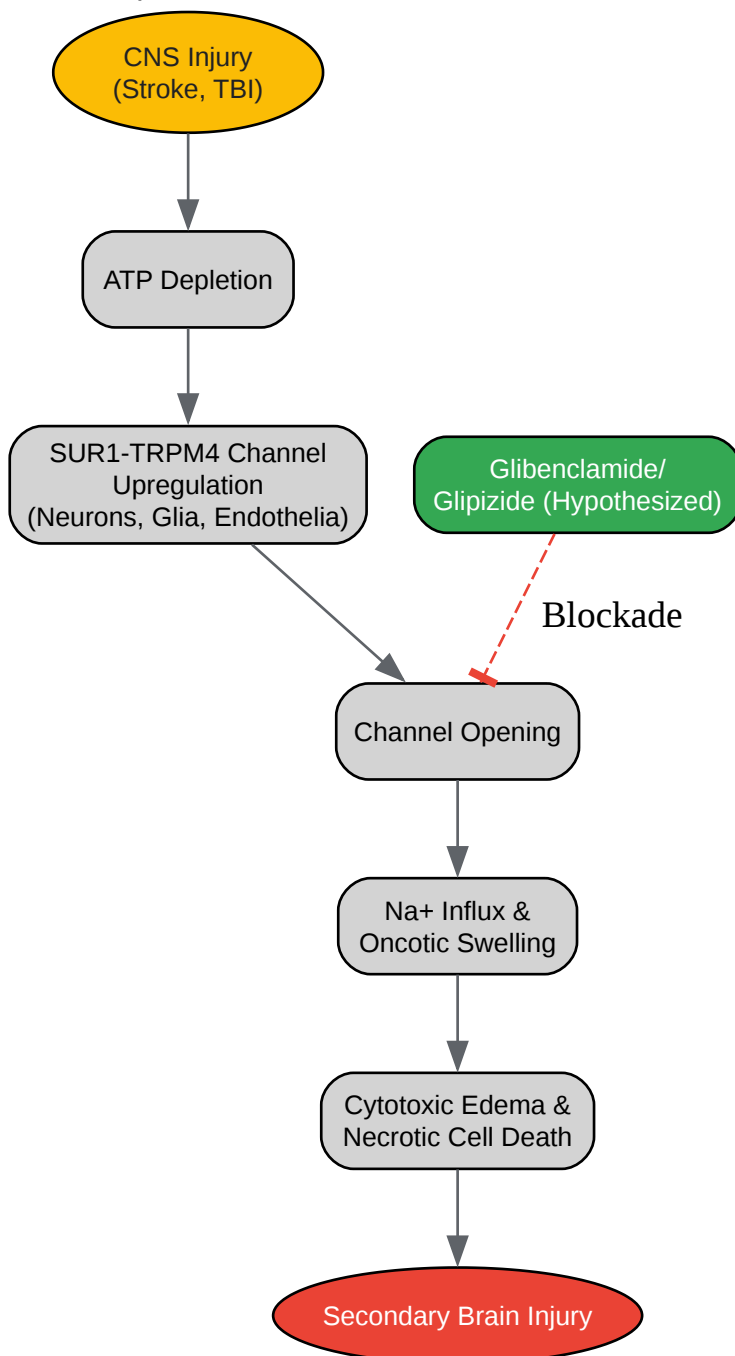 CNS Injury
(Stroke, TBI)
ATP Depletion
SUR1-TRPM4 Channel
Upregulation
(Neurons, Glia, Endothelia)
Glibenclamide/
Glipizide (Hypothesized)
Blockade
Channel Opening
Na+ Influx &
Oncotic Swelling
Cytotoxic Edema &
Necrotic Cell Death
Secondary Brain Injury